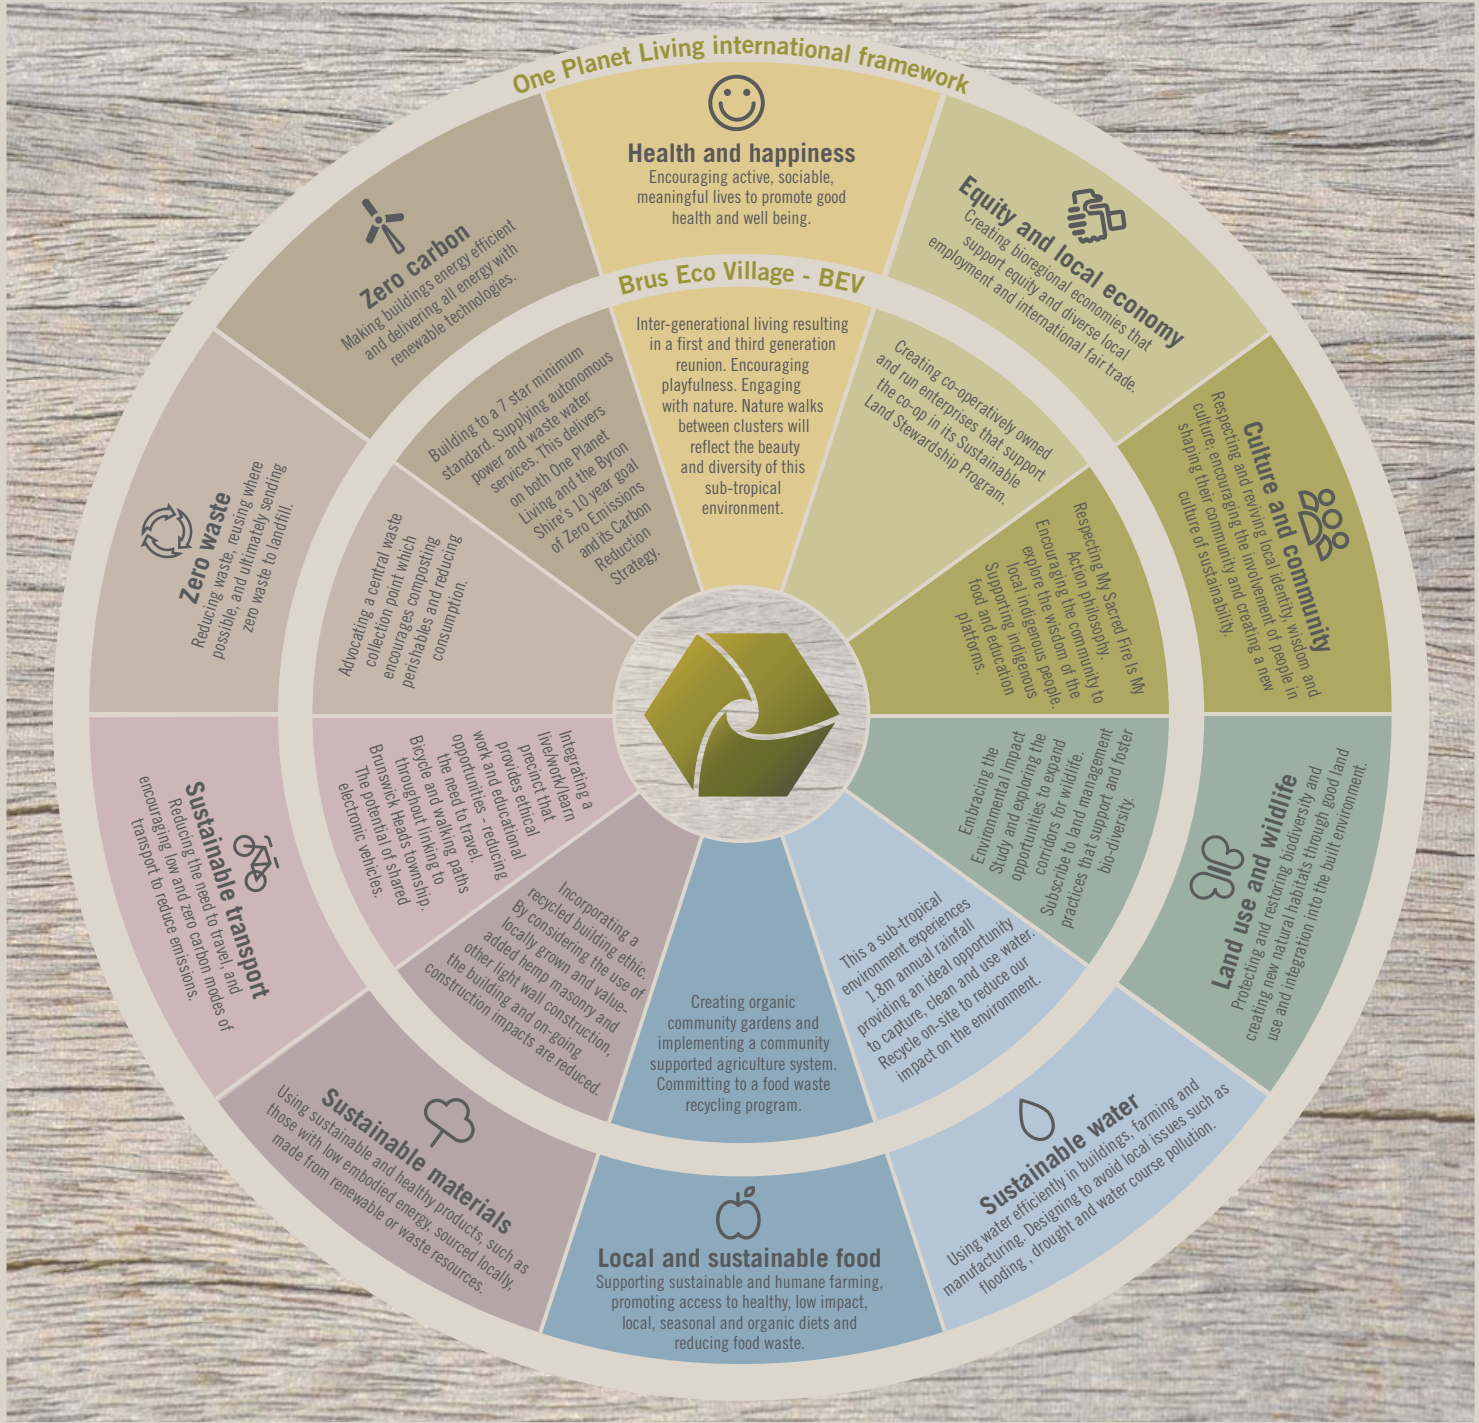 One Planet Living international framework
Health and happiness
Encouraging active, sociable,
meaningful lives to promote good
health and well being.
Equity and local economy
Creating bioregional economies that
support equity and diverse local
employment and international fair trade.
Culture and community
Respecting and reviving local identity, wisdom and
culture; encouraging the involvement of people in
shaping their community and creating a new
culture of sustainability.
Land use and wildlife
Protecting and restoring biodiversity and
creating new natural habitats through good land
use and integration into the built environment.
Sustainable water
Using water efficiently in buildings, farming and
manufacturing. Designing to avoid local issues such as
flooding , drought and water course pollution.
Local and sustainable food
Supporting sustainable and humane farming,
promoting access to healthy, low impact,
local, seasonal and organic diets and
reducing food waste.
Sustainable materials
Using sustainable and healthy products, such as
those with low embodied energy, sourced locally,
made from renewable or waste resources.
Sustainable transport
Reducing the need to travel, and
encouraging low and zero carbon modes of
transport to reduce emissions.
Zero waste
Reducing waste, reusing where
possible, and ultimately sending
zero waste to landfill.
Zero carbon
Making buildings energy efficient
and delivering all energy with
renewable technologies.
Brus Eco Village - BEV
Inter-generational living resulting
in a first and third generation
reunion. Encouraging
playfulness. Engaging
with nature. Nature walks
between clusters will
reflect the beauty
and diversity of this
sub-tropical
environment.
Creating co-operatively owned
and run enterprises that support
the co-op in its Sustainable
Land Stewardship Program.
Respecting My Sacred Fire Is My
Action philosophy.
Encouraging the community to
explore the wisdom of the
local indigenous people.
Supporting indigenous
food and education
platforms.
Embracing the
Environmental Impact
Study and exploring the
opportunities to expand
corridors for wildlife.
Subscribe to land management
practices that support and foster
bio-diversity.
This a sub-tropical
environment experiences
1.8m annual rainfall
providing an ideal opportunity
to capture, clean and use water.
Recycle on-site to reduce our
impact on the environment.
Creating organic
community gardens and
implementing a community
supported agriculture system.
Committing to a food waste
recycling program.
Incorporating a
recycled building ethic.
By considering the use of
locally grown and value-
added hemp masonry and
other light wall construction,
the building and on-going
construction impacts are reduced.
Integrating a
live/work/learn
precinct that
provides ethical
work and educational
opportunities - reducing
the need to travel.
Bicycle and walking paths
throughout linking to
Brunswick Heads township.
The potential of shared
electronic vehicles.
Advocating a central waste
collection point which
encourages composting
perishables and reducing
consumption.
Building to a 7 star minimum
standard. Supplying autonomous
power and waste water
services. This delivers
on both One Planet
Living and the Byron
Shire's 10 year goal
of Zero Emissions
and its Carbon
Reduction
Strategy.